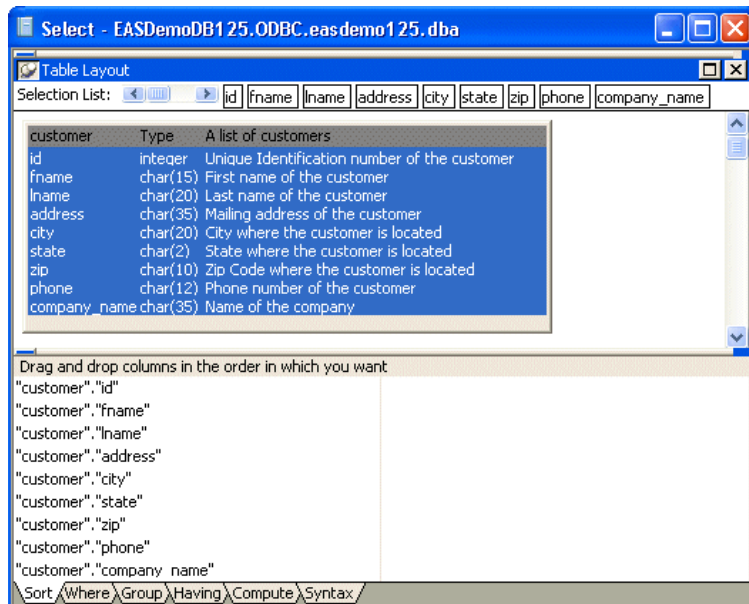 Select - EASDemoDB125.ODBC.easdemo125.dba
Table Layout
Selection List: id fname lname address city state zip phone company_name
customer Type A list of customers
id integer Unique Identification number of the customer
fname char(15) First name of the customer
lname char(20) Last name of the customer
address char(35) Mailing address of the customer
city char(20) City where the customer is located
state char(2) State where the customer is located
zip char(10) Zip Code where the customer is located
phone char(12) Phone number of the customer
company_name char(35) Name of the company
Drag and drop columns in the order in which you want
"customer"."id"
"customer"."fname"
"customer"."lname"
"customer"."address"
"customer"."city"
"customer"."state"
"customer"."zip"
"customer"."phone"
"customer"."company_name"
Sort Where Group Having Compute Syntax